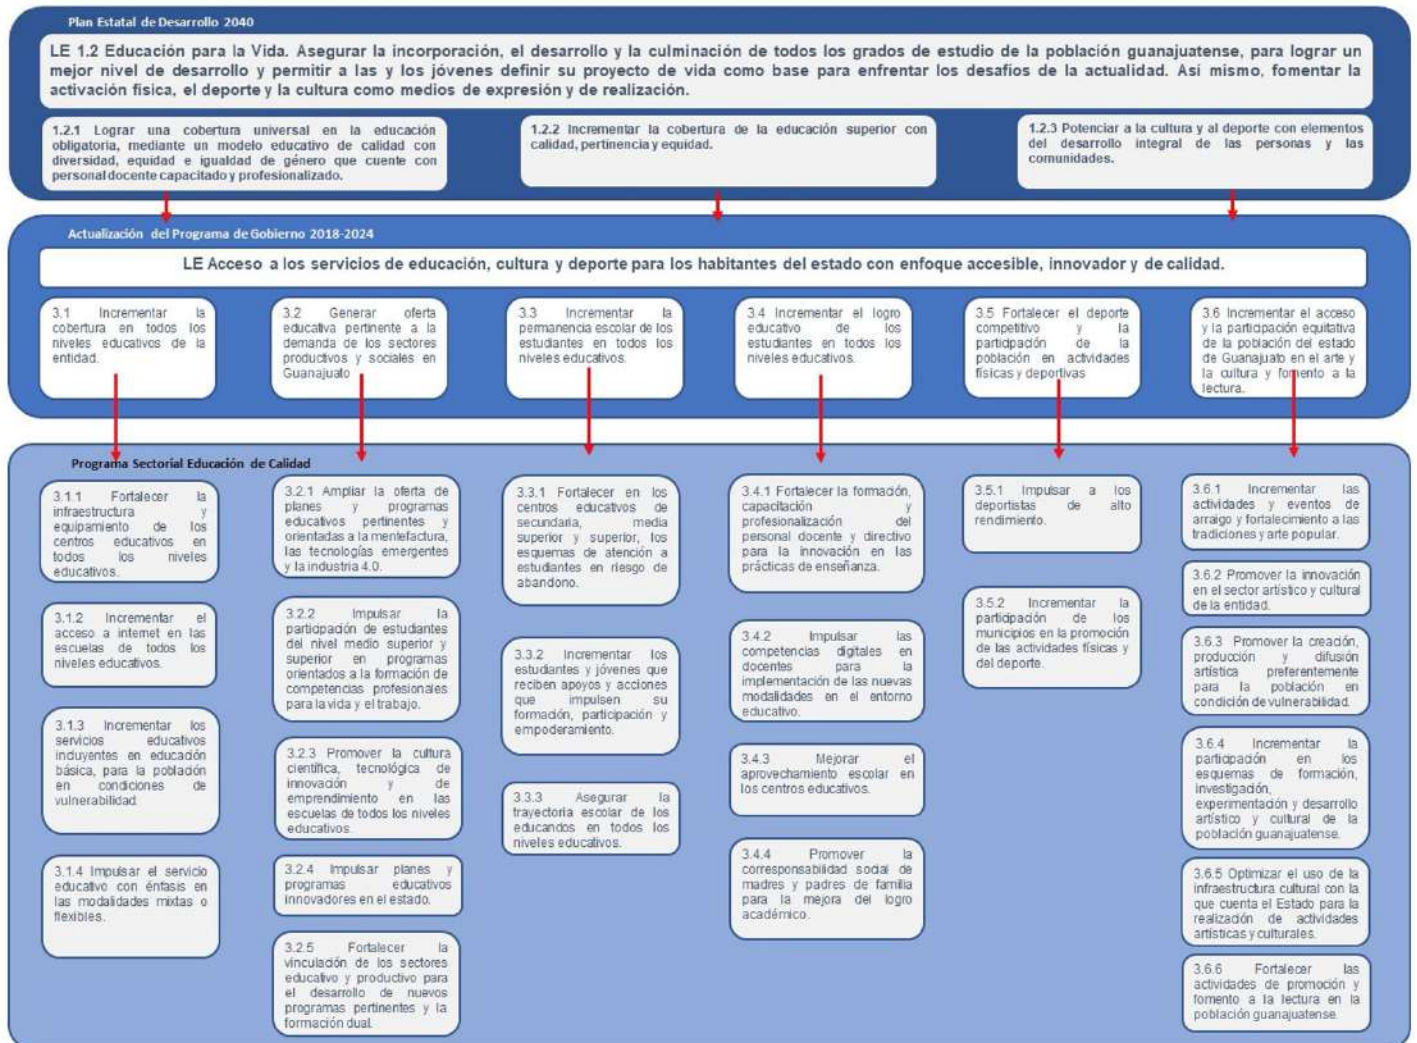 Plan Estatal de Desarrollo 2040
LE 1.2 Educación para la Vida. Asegurar la incorporación, el desarrollo y la culminación de todos los grados de estudio de la población guanajuatense, para lograr un
mejor nivel de desarrollo y permitir a las y los jóvenes definir su proyecto de vida como base para enfrentar los desafíos de la actualidad. Así mismo, fomentar la
activación física, el deporte y la cultura como medios de expresión y de realización.
1.2.1 Lograr una cobertura universal en la educación
obligatoria, mediante un modelo educativo de calidad con
diversidad, equidad e igualdad de género que cuente con
personal docente capacitado y profesionalizado.
1.2.2 Incrementar la cobertura de la educación superior con
calidad, pertinencia y equidad.
1.2.3 Potenciar a la cultura y al deporte con elementos
del desarrollo integral de las personas y las
comunidades.
Actualización del Programa de Gobierno 2018-2024
LE Acceso a los servicios de educación, cultura y deporte para los habitantes del estado con enfoque accesible, innovador y de calidad.
3.1 Incrementar la
cobertura en todos los
niveles educativos de la
entidad.
3.2 Generar oferta
educativa pertinente a la
demanda de los sectores
productivos y sociales en
Guanajuato
3.3 Incrementar la
permanencia escolar de los
estudiantes en todos los
niveles educativos.
3.4 Incrementar el logro
educativo de los
estudiantes en todos los
niveles educativos.
3.5 Fortalecer el deporte
competitivo y la
participación de la
población en actividades
físicas y deportivas
3.6 Incrementar el acceso
y la participación equitativa
de la población del estado
de Guanajuato en el arte y
la cultura y fomento a la
lectura.
Programa Sectorial Educación de Calidad
3.1.1 Fortalecer la
infraestructura y
equipamiento de los
centros educativos en
todos los niveles
educativos.
3.1.2 Incrementar el
acceso a internet en las
escuelas de todos los
niveles educativos.
3.1.3 Incrementar los
servicios educativos
incluyentes en educación
básica, para la población
en condiciones de
vulnerabilidad.
3.1.4 Impulsar el servicio
educativo con énfasis en
las modalidades mixtas o
flexibles.
3.2.1 Ampliar la oferta de
planes y programas
educativos pertinentes y
orientadas a la mentefactura,
las tecnologías emergentes
y la industria 4.0.
3.2.2 Impulsar la
participación de estudiantes
del nivel medio superior y
superior en programas
orientados a la formación de
competencias profesionales
para la vida y el trabajo.
3.2.3 Promover la cultura
científica, tecnológica de
innovación y de
emprendimiento en las
escuelas de todos los niveles
educativos.
3.2.4 Impulsar planes y
programas educativos
innovadores en el estado.
3.2.5 Fortalecer la
vinculación de los sectores
educativo y productivo para
el desarrollo de nuevos
programas pertinentes y la
formación dual.
3.3.1 Fortalecer en los
centros educativos de
secundaria, media
superior y superior, los
esquemas de atención a
estudiantes en riesgo de
abandono.
3.3.2 Incrementar los
estudiantes y jóvenes que
reciben apoyos y acciones
que impulsen su
formación, participación y
empoderamiento.
3.3.3 Asegurar la
trayectoria escolar de los
educandos en todos los
niveles educativos.
3.4.1 Fortalecer la formación,
capacitación y
profesionalización del
personal docente y directivo
para la innovación en las
prácticas de enseñanza.
3.4.2 Impulsar las
competencias digitales en
docentes para la
implementación de las nuevas
modalidades en el entorno
educativo.
3.4.3 Mejorar el
aprovechamiento escolar en
los centros educativos.
3.4.4 Promover la
corresponsabilidad social de
madres y padres de familia
para la mejora del logro
académico.
3.5.1 Impulsar a los
deportistas de alto
rendimiento.
3.5.2 Incrementar la
participación de los
municipios en la promoción
de las actividades físicas y
del deporte.
3.6.1 Incrementar las
actividades y eventos de
arraigo y fortalecimiento a las
tradiciones y arte popular.
3.6.2 Promover la innovación
en el sector artístico y cultural
de la entidad.
3.6.3 Promover la creación,
producción y difusión
artística preferentemente
para la población en
condición de vulnerabilidad.
3.6.4 Incrementar la
participación en los
esquemas de formación,
investigación,
experimentación y desarrollo
artístico y cultural de la
población guanajuatense.
3.6.5 Optimizar el uso de la
infraestructura cultural con la
que cuenta el Estado para la
realización de actividades
artísticas y culturales.
3.6.6 Fortalecer las
actividades de promoción y
fomento a la lectura en la
población guanajuatense.